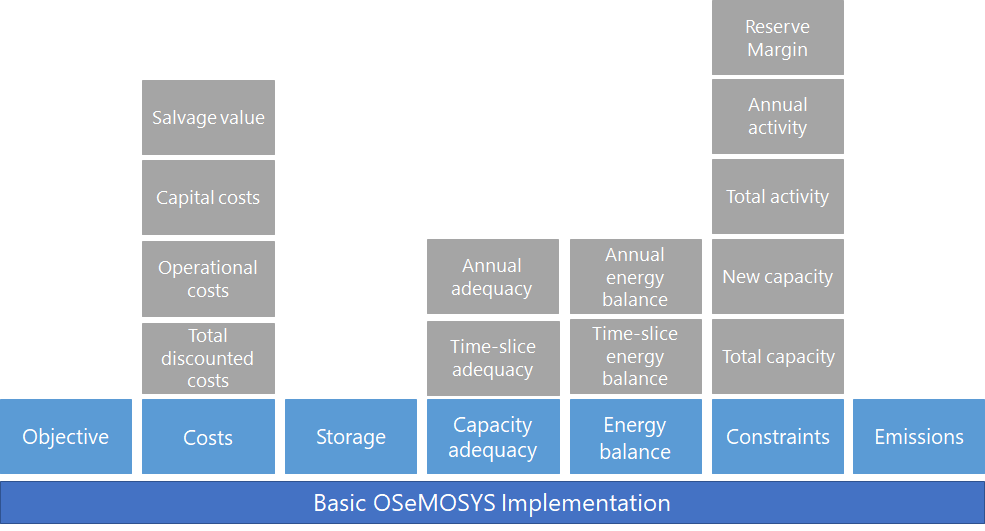 Reserve
Margin
Salvage value
Annual
activity
Capital costs
Total activity
Operational
costs
Annual
adequacy
Annual
energy
balance
New capacity
Total
discounted
costs
Time-slice
adequacy
Time-slice
energy
balance
Total capacity
Objective
Costs
Storage
Capacity
adequacy
Energy
balance
Constraints
Emissions
Basic OSeMOSYS Implementation